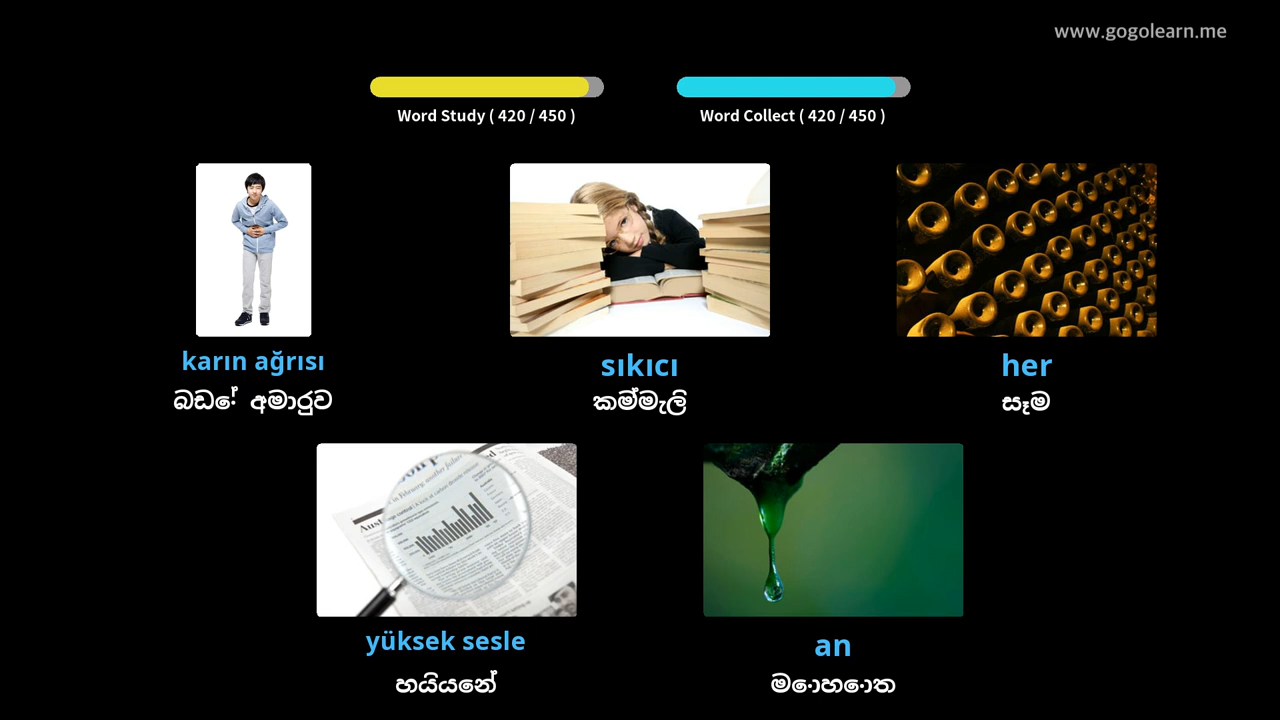 www.gogolearn.me
Word Study ( 420 / 450 )
Word Collect ( 420 / 450 )
karın ağrısı
බඩේ අමාරුව
sıkıcı
කම්මැලි
her
සෑම
yüksek sesle
හයියනේ
an
මොහොත